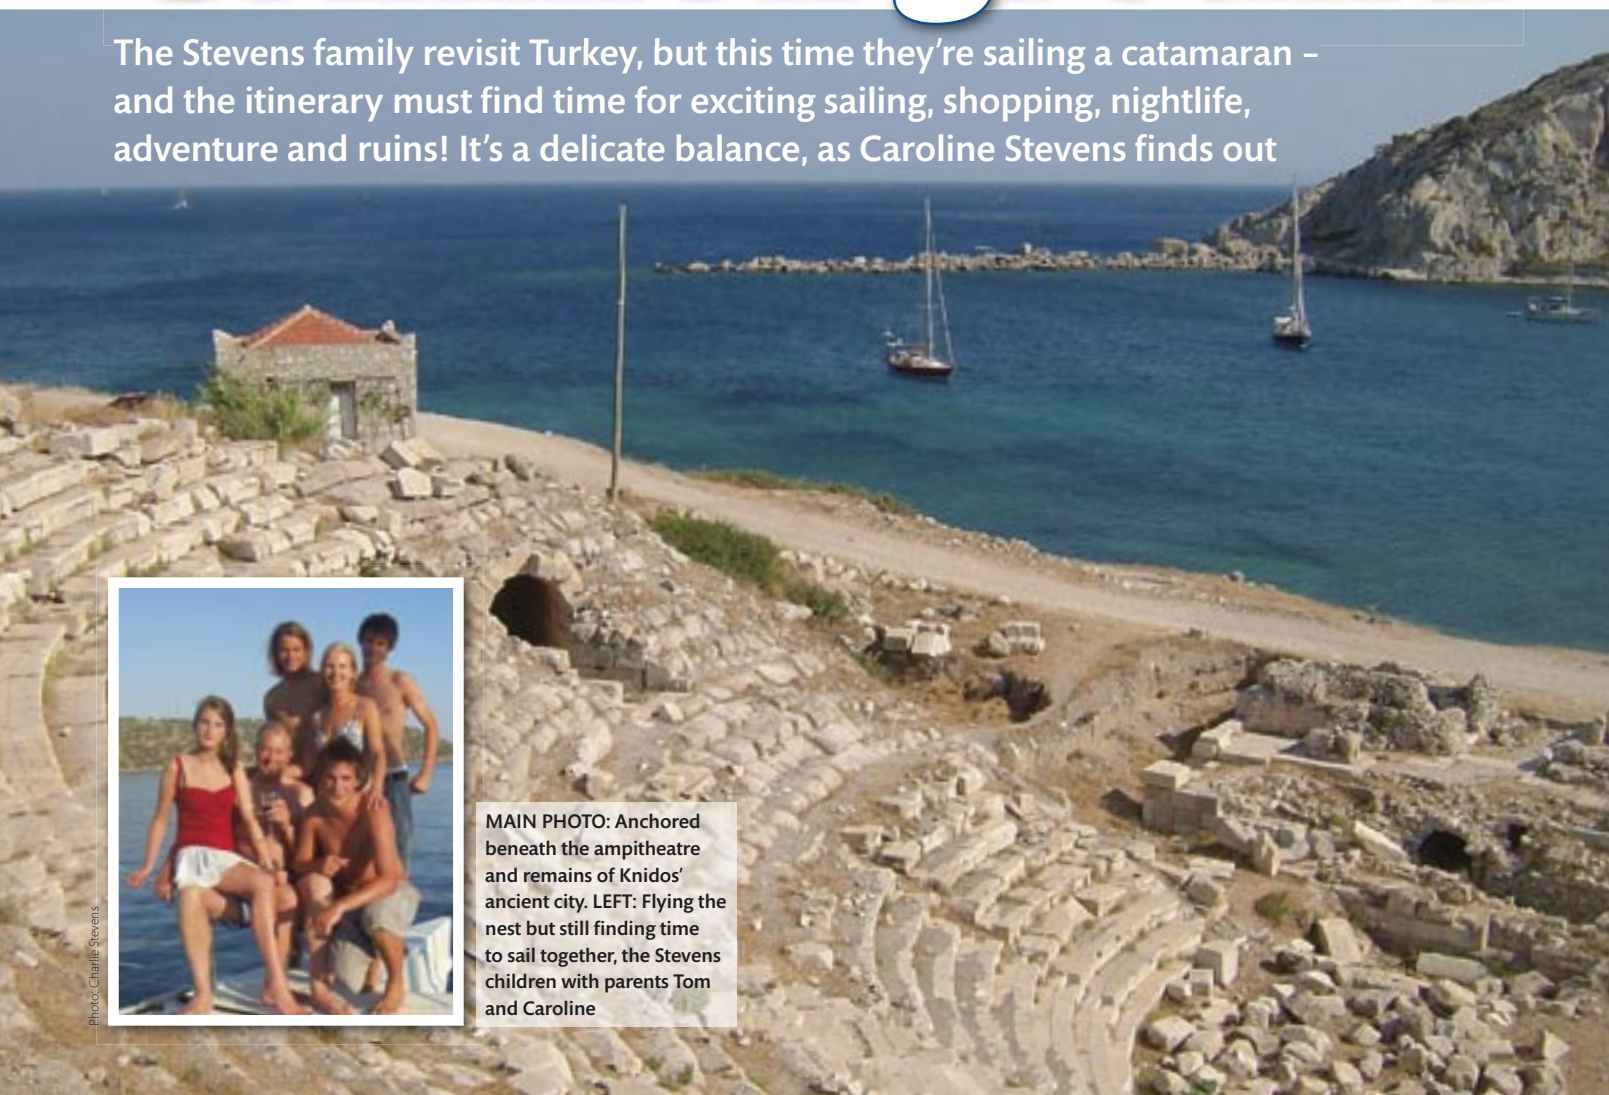 The Stevens family revisit Turkey, but this time they’re sailing a catamaran –
and the itinerary must find time for exciting sailing, shopping, nightlife,
adventure and ruins! It’s a delicate balance, as Caroline Stevens finds out
MAIN PHOTO: Anchored
beneath the ampitheatre
and remains of Knidos’
ancient city. LEFT: Flying the
nest but still finding time
to sail together, the Stevens
children with parents Tom
and Caroline
Photo: Charlie Stevens